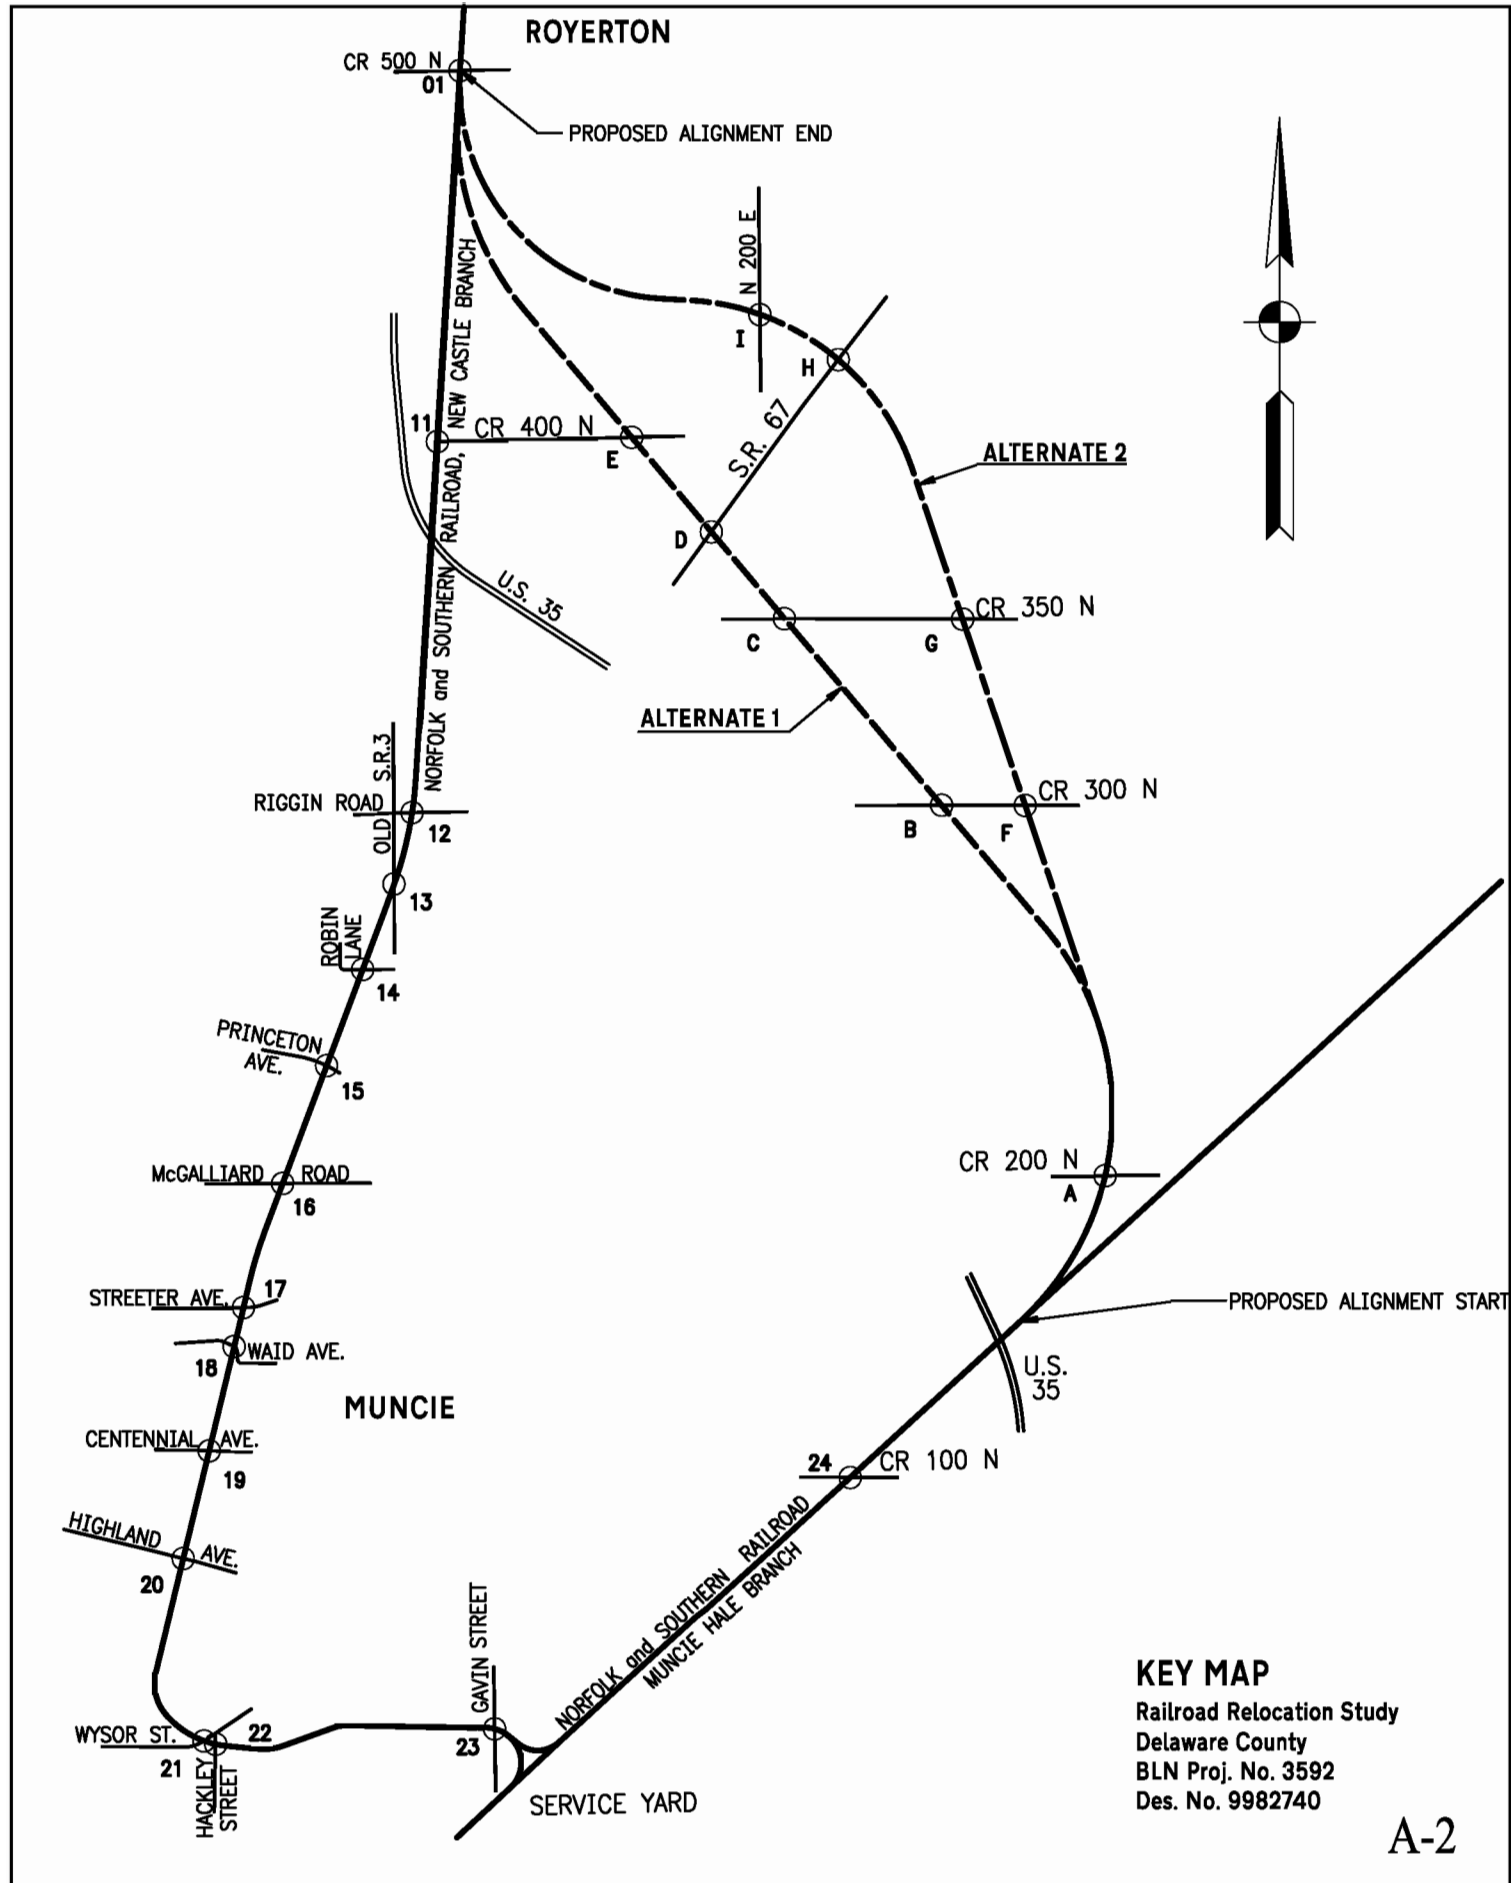 ROYERTON
CR 500 N
01
PROPOSED ALIGNMENT END
N 200 E
I
H
NORFOLK and SOUTHERN RAILROAD, NEW CASTLE BRANCH
11
CR 400 N
E
S.R. 67
ALTERNATE 2
D
U.S. 35
C
G
CR 350 N
ALTERNATE 1
OLD S.R.3
RIGGIN ROAD
12
CR 300 N
B
F
13
ROBIN
LANE
14
PRINCETON
AVE.
15
CR 200 N
A
McGALLIARD ROAD
16
17
STREETER AVE.
PROPOSED ALIGNMENT START
18
WAID AVE.
U.S.
35
MUNCIE
CENTENNIAL AVE.
19
24
CR 100 N
HIGHLAND AVE.
20
NORFOLK and SOUTHERN RAILROAD
MUNCIE HALE BRANCH
GAVIN STREET
23
WYSOR ST.
22
21
HACKLEY
STREET
SERVICE YARD
KEY MAP
Railroad Relocation Study
Delaware County
BLN Proj. No. 3592
Des. No. 9982740
A-2